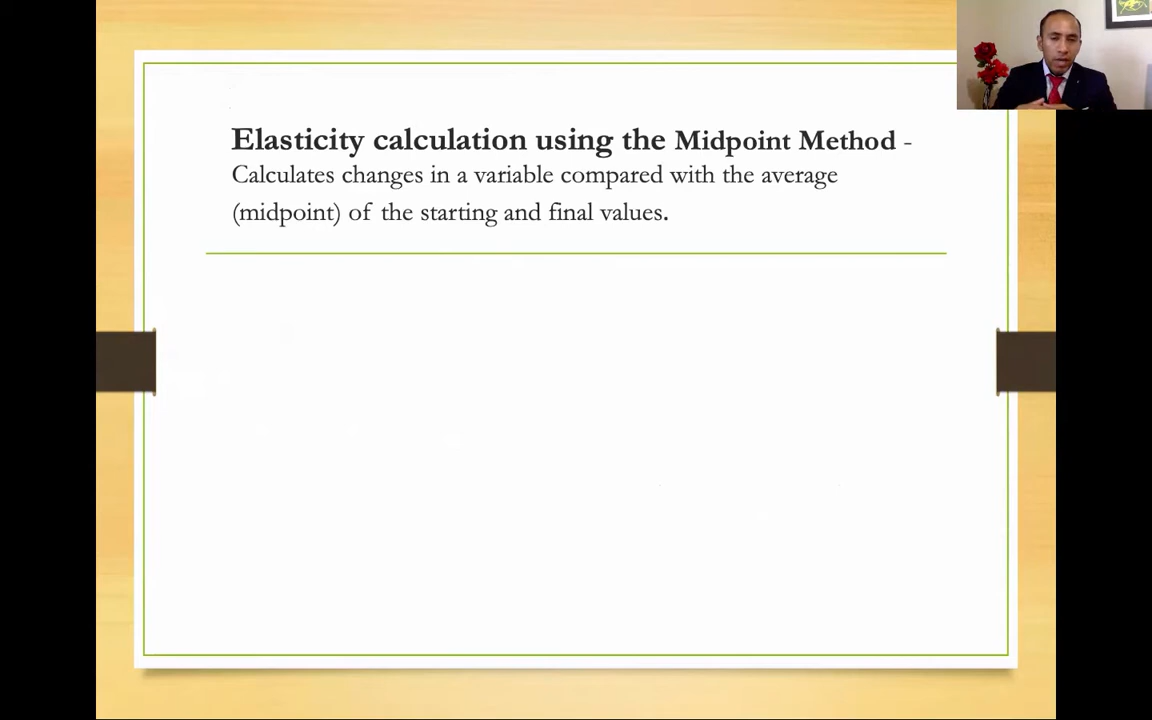 Elasticity calculation using the Midpoint Method -
Calculates changes in a variable compared with the average
(midpoint) of the starting and final values.